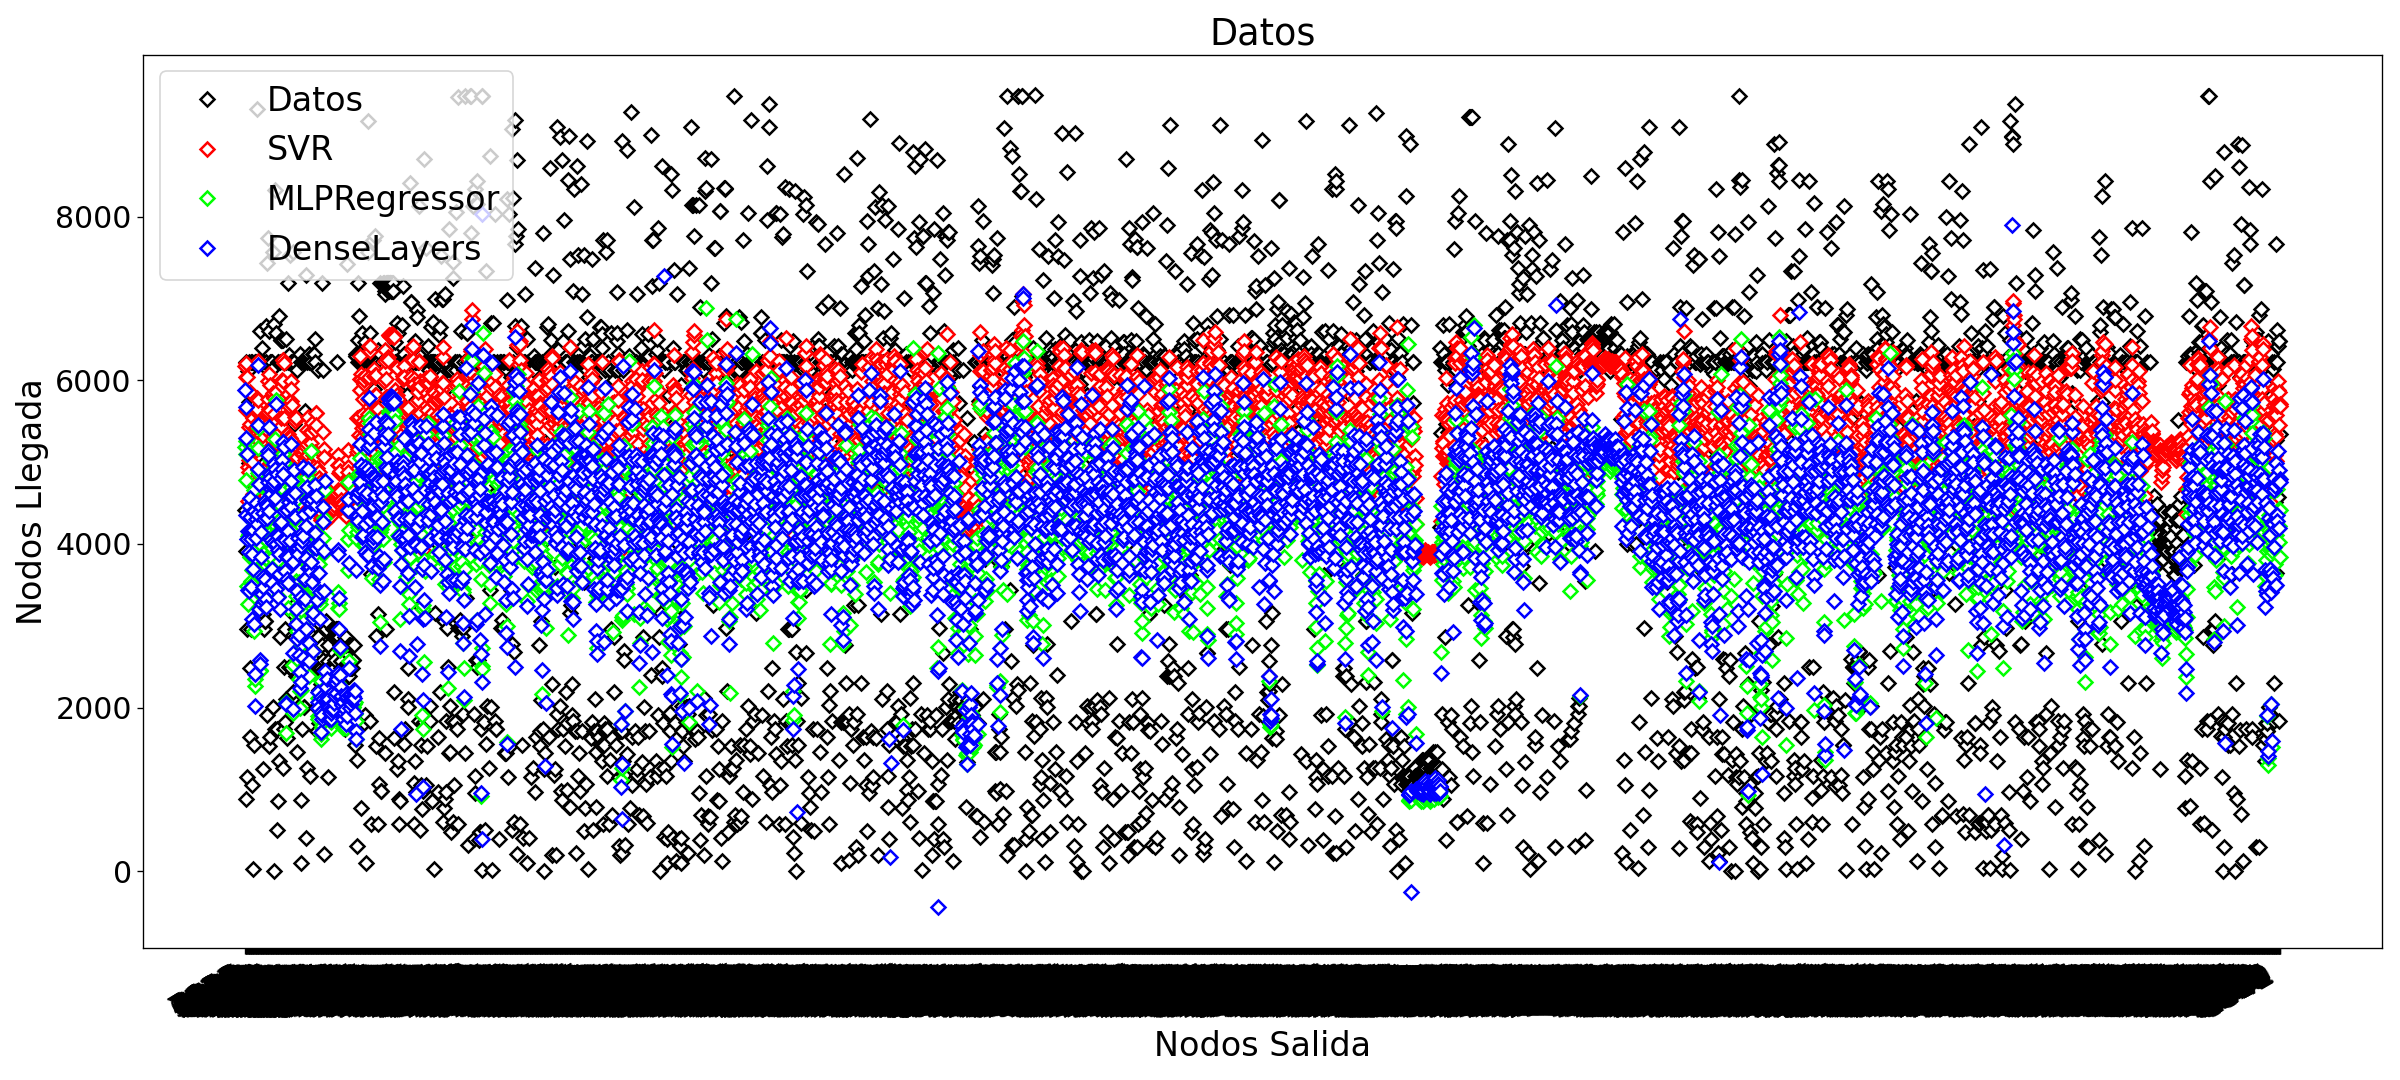 Datos
Datos
SVR
MLPRegressor
DenseLayers
8000
6000
4000
2000
0
Nodos Llegada
Nodos Salida